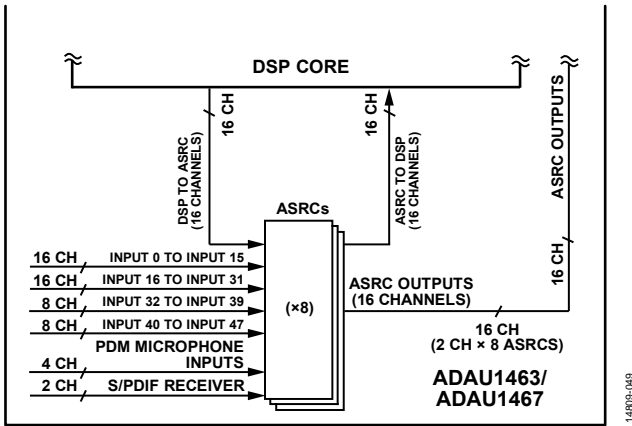 DSP CORE
16 CH
16 CH
DSP TO ASRC
(16 CHANNELS)
ASRC TO DSP
(16 CHANNELS)
ASRC OUTPUTS
16 CH
ASRCs
(×8)
16 CH
INPUT 0 TO INPUT 15
16 CH
INPUT 16 TO INPUT 31
8 CH
INPUT 32 TO INPUT 39
8 CH
INPUT 40 TO INPUT 47
PDM MICROPHONE
INPUTS
4 CH
2 CH
S/PDIF RECEIVER
ASRC OUTPUTS
(16 CHANNELS)
16 CH
(2 CH × 8 ASRCS)
ADAU1463/
ADAU1467
14809-049